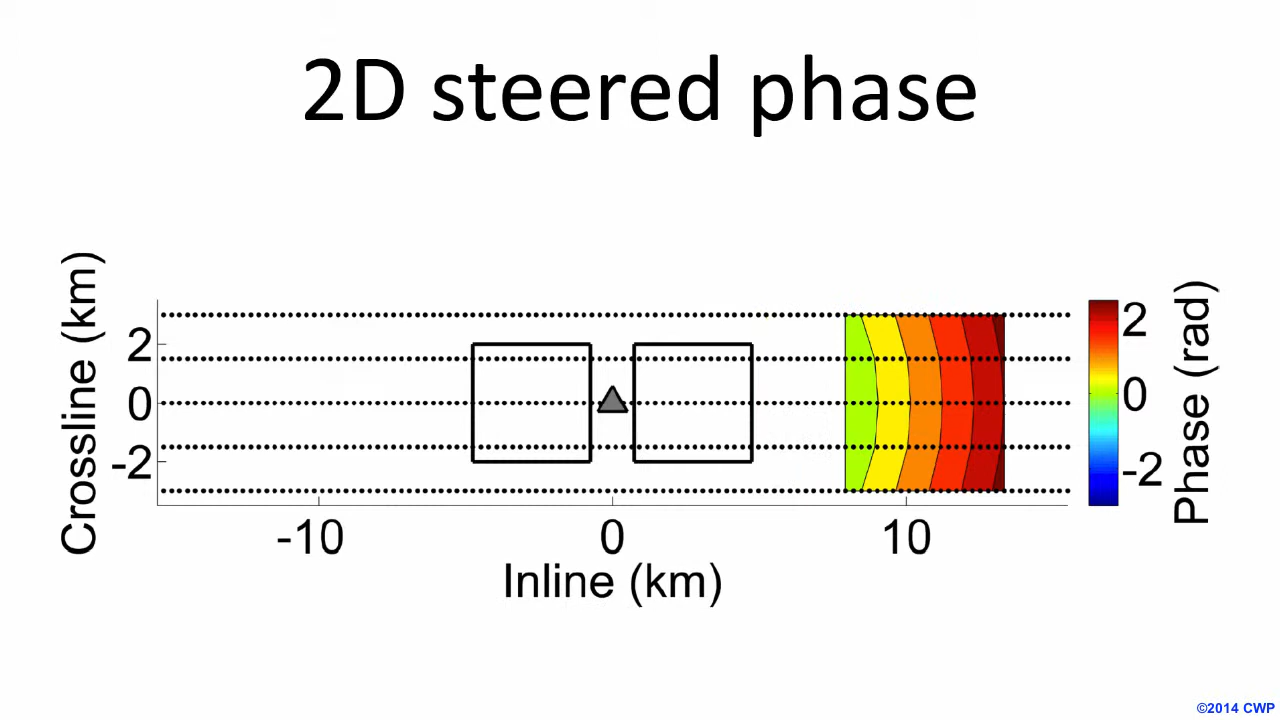 2D steered phase
Crossline (km)
2
0
-2
-10
0
10
Inline (km)
2
0
-2
Phase (rad)
©2014 CWP